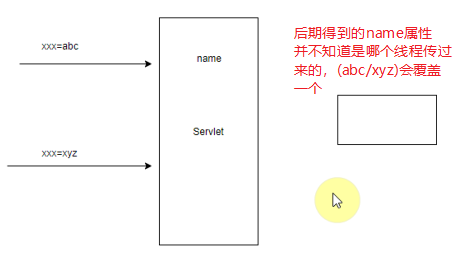 xxx=abc
name
Servlet
xxx=xyz
后期得到的name属性
并不知道是哪个线程传过
来的，(abc/xyz)会覆盖
一个